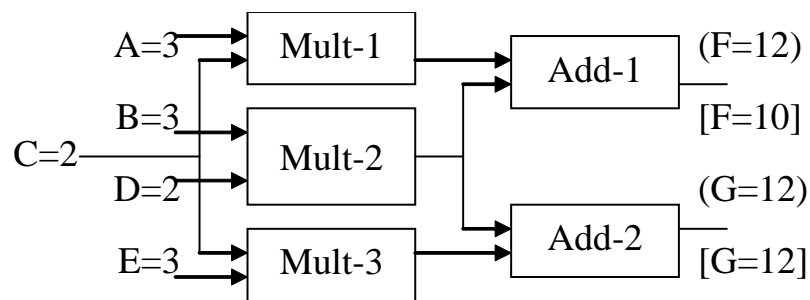 A=3
Mult-1
Add-1
(F=12)
[F=10]
B=3
C=2
Mult-2
D=2
(G=12)
Add-2
[G=12]
E=3
Mult-3